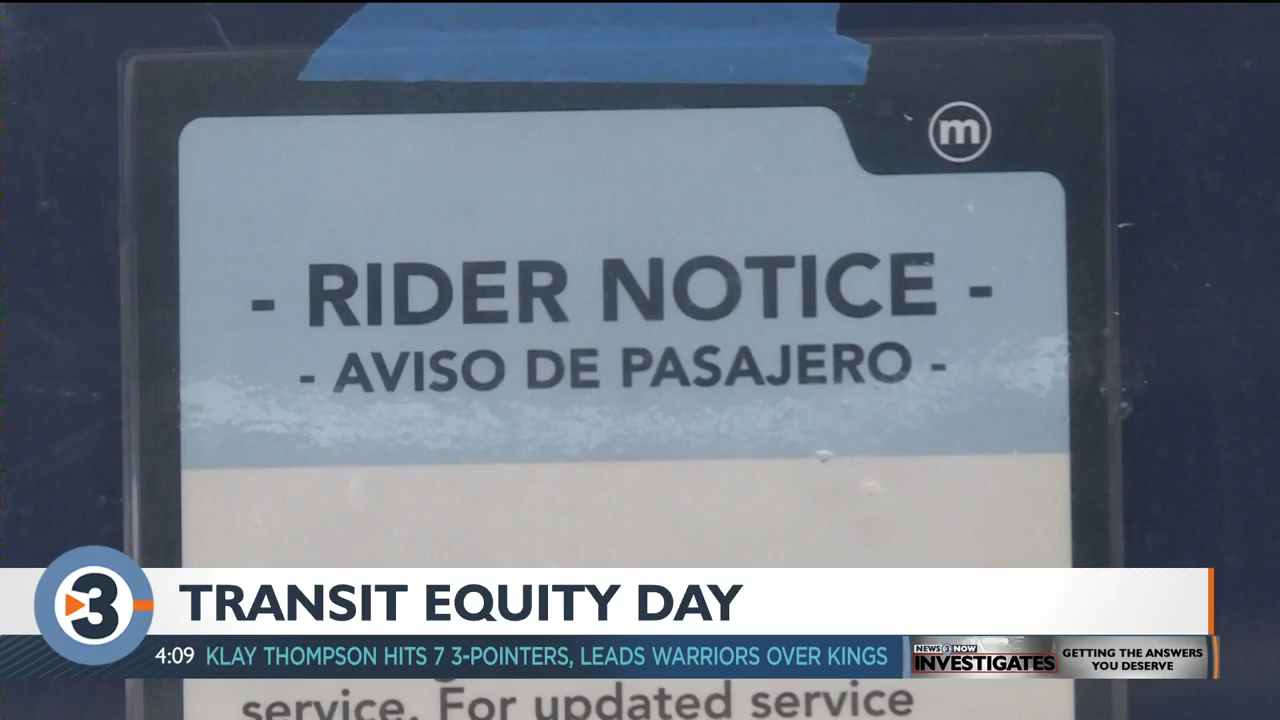 m
- RIDER NOTICE -
- AVISO DE PASAJERO -
3 TRANSIT EQUITY DAY
4:09 KLAY THOMPSON HITS 7 3-POINTERS, LEADS WARRIORS OVER KINGS
NEWS 3 NOW
INVESTIGATES
GETTING THE ANSWERS
YOU DESERVE
service. For updated service